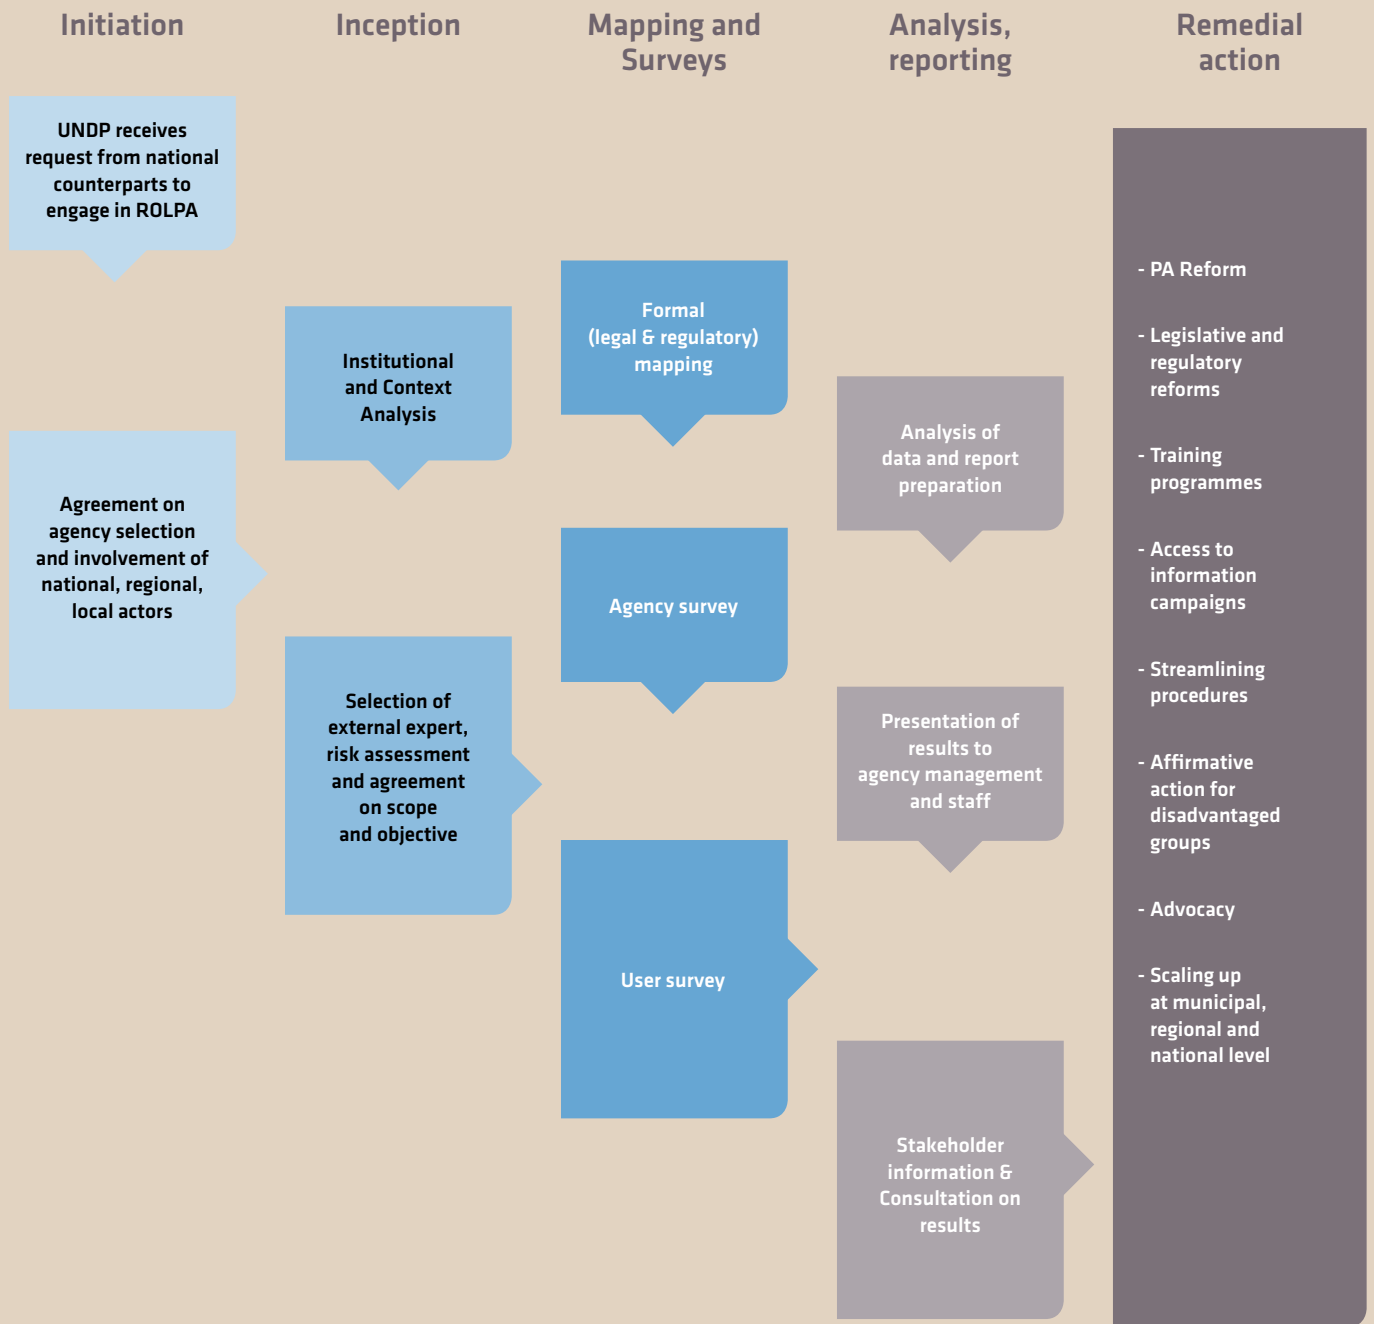 Initiation
Inception
Mapping and
Surveys
Analysis,
reporting
Remedial
action
UNDP receives
request from national
counterparts to
engage in ROLPA
Agreement on
agency selection
and involvement of
national, regional,
local actors
Institutional
and Context
Analysis
Selection of
external expert,
risk assessment
and agreement
on scope
and objective
Formal
(legal & regulatory)
mapping
Agency survey
User survey
Analysis of
data and report
preparation
Presentation of
results to
agency management
and staff
Stakeholder
information &
Consultation on
results
- PA Reform
- Legislative and
regulatory
reforms
- Training
programmes
- Access to
information
campaigns
- Streamlining
procedures
- Affirmative
action for
disadvantaged
groups
- Advocacy
- Scaling up
at municipal,
regional and
national level